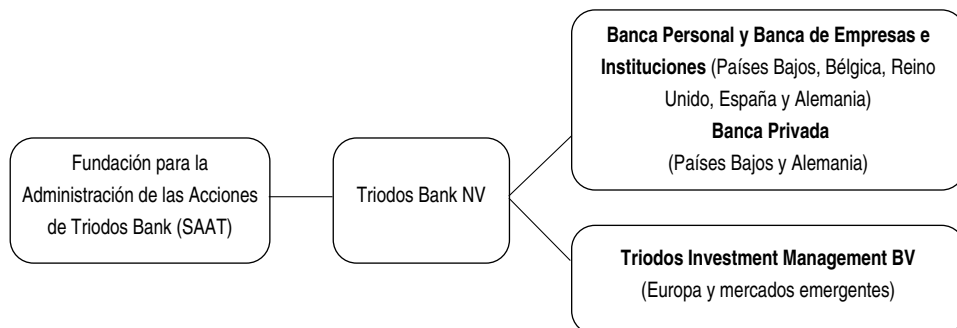 Fundación para la
Administración de las Acciones
de Triodos Bank (SAAT)
Triodos Bank NV
Banca Personal y Banca de Empresas e
Instituciones (Países Bajos, Bélgica, Reino
Unido, España y Alemania)
Banca Privada
(Países Bajos y Alemania)
Triodos Investment Management BV
(Europa y mercados emergentes)